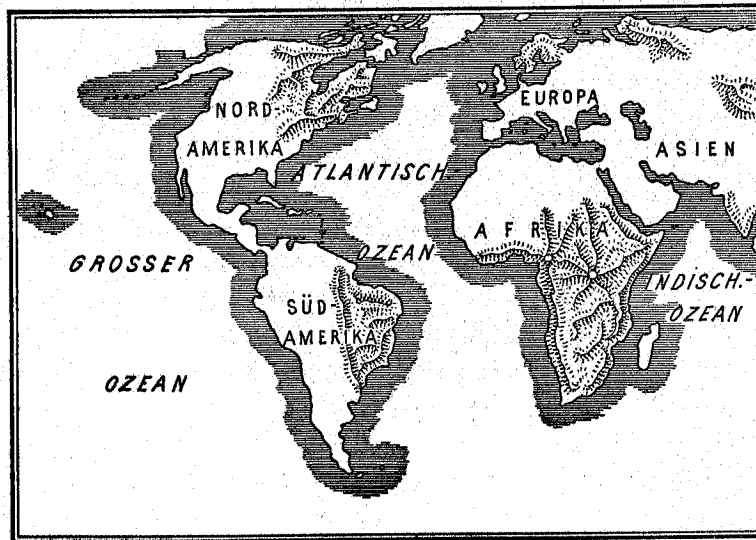 NORD-
AMERIKA
EUROPA
ASIEN
ATLANTISCH.
OZEAN
AFRIKA
GROSSER
OZEAN
SÜD-
AMERIKA
INDISCH.-
OZEAN